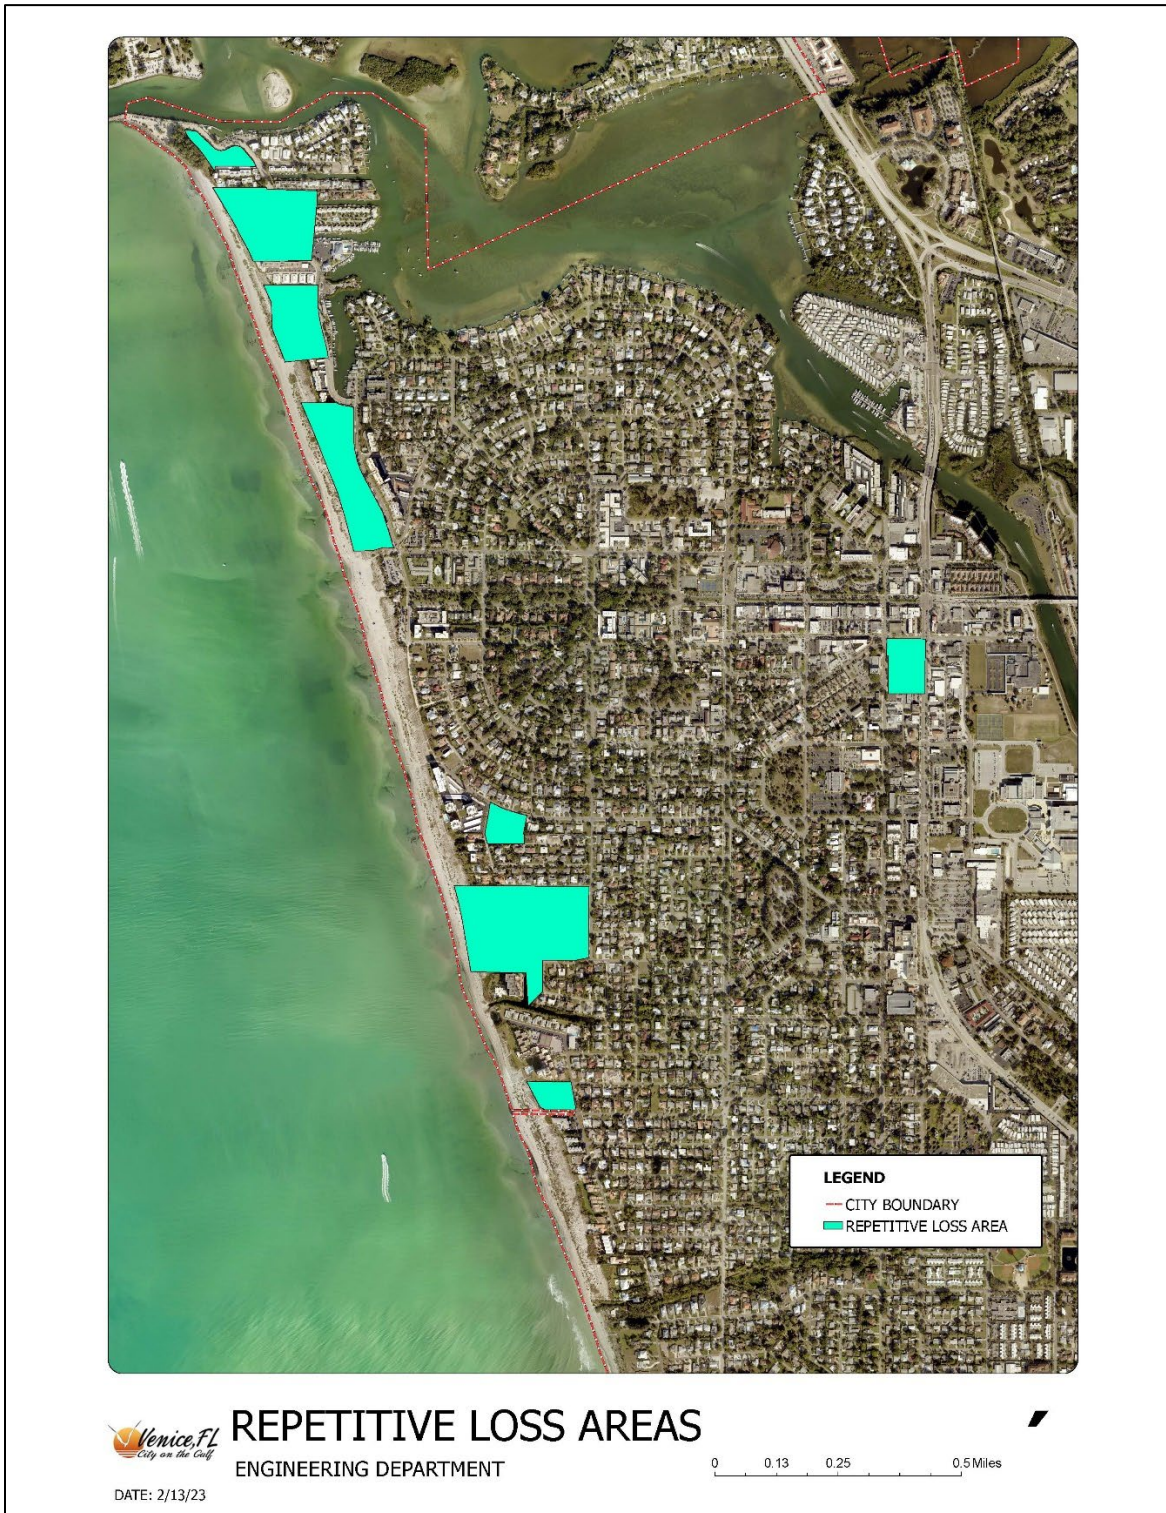 LEGEND
CITY BOUNDARY
REPETITIVE LOSS AREA
Venice, FL
City on the Gulf
REPETITIVE LOSS AREAS
ENGINEERING DEPARTMENT
0 0.13 0.25 0.5 Miles
DATE: 2/13/23